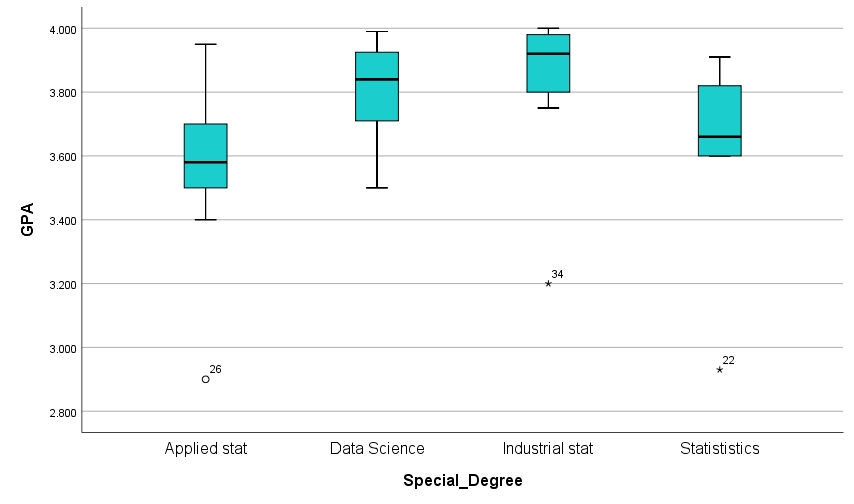 4.000
3.800
3.600
3.400
3.200
3.000
2.800
GPA
34
22
26
Applied stat
Data Science
Industrial stat
Statististics
Special_Degree